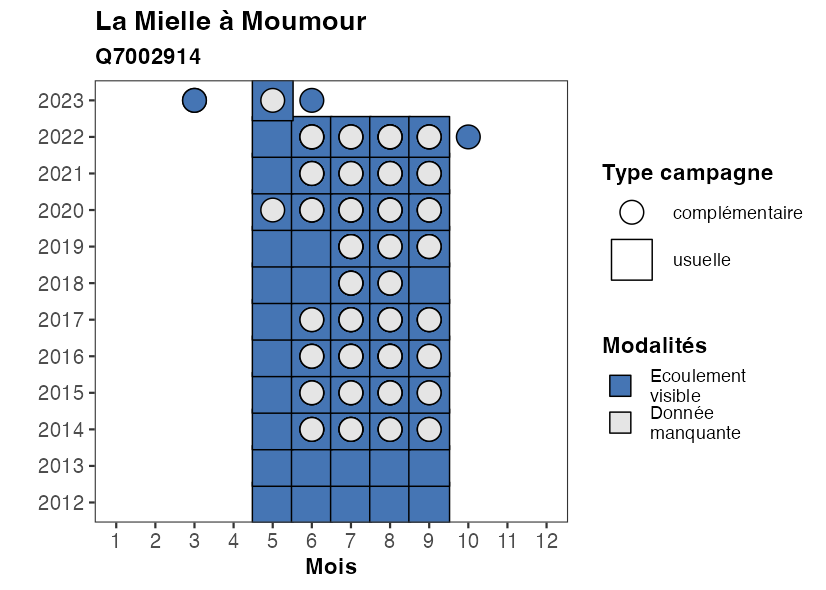 La Mielle à Moumour
Q7002914
2023
2022
2021
2020
2019
2018
2017
2016
2015
2014
2013
2012
1 2 3 4 5 6 7 8 9 10 11 12
Mois
Type campagne
complémentaire
usuelle
Modalités
Ecoulement
visible
Donnée
manquante